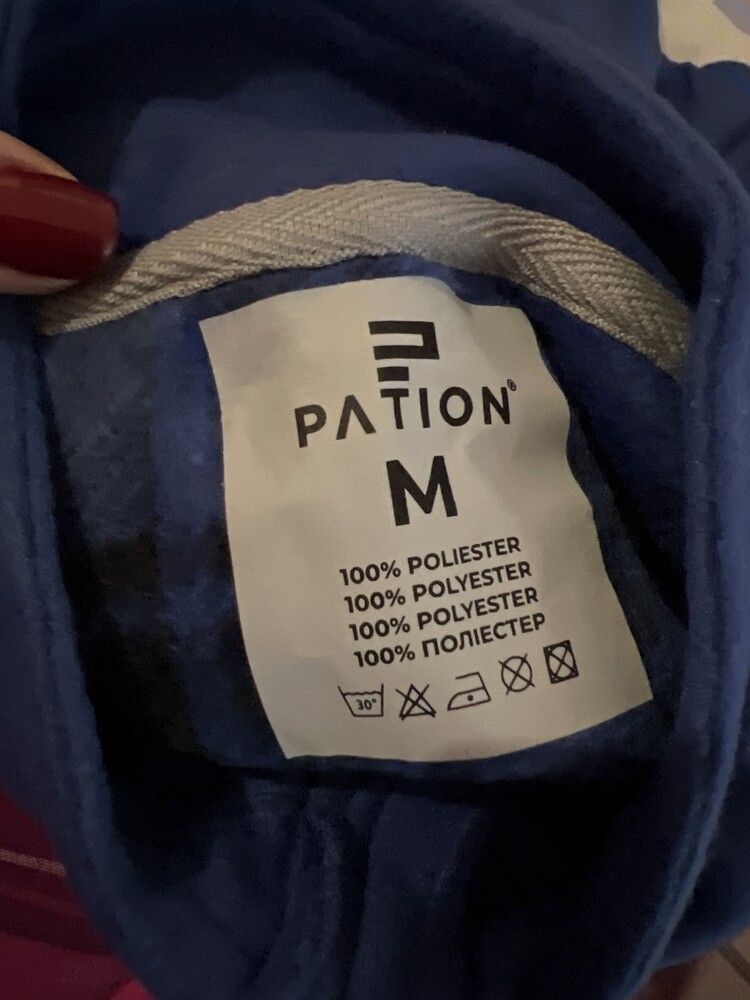 PATION®
M
100% POLIESTER
100% POLYESTER
100% POLYESTER
100% ПОЛІЕСТЕР
30°